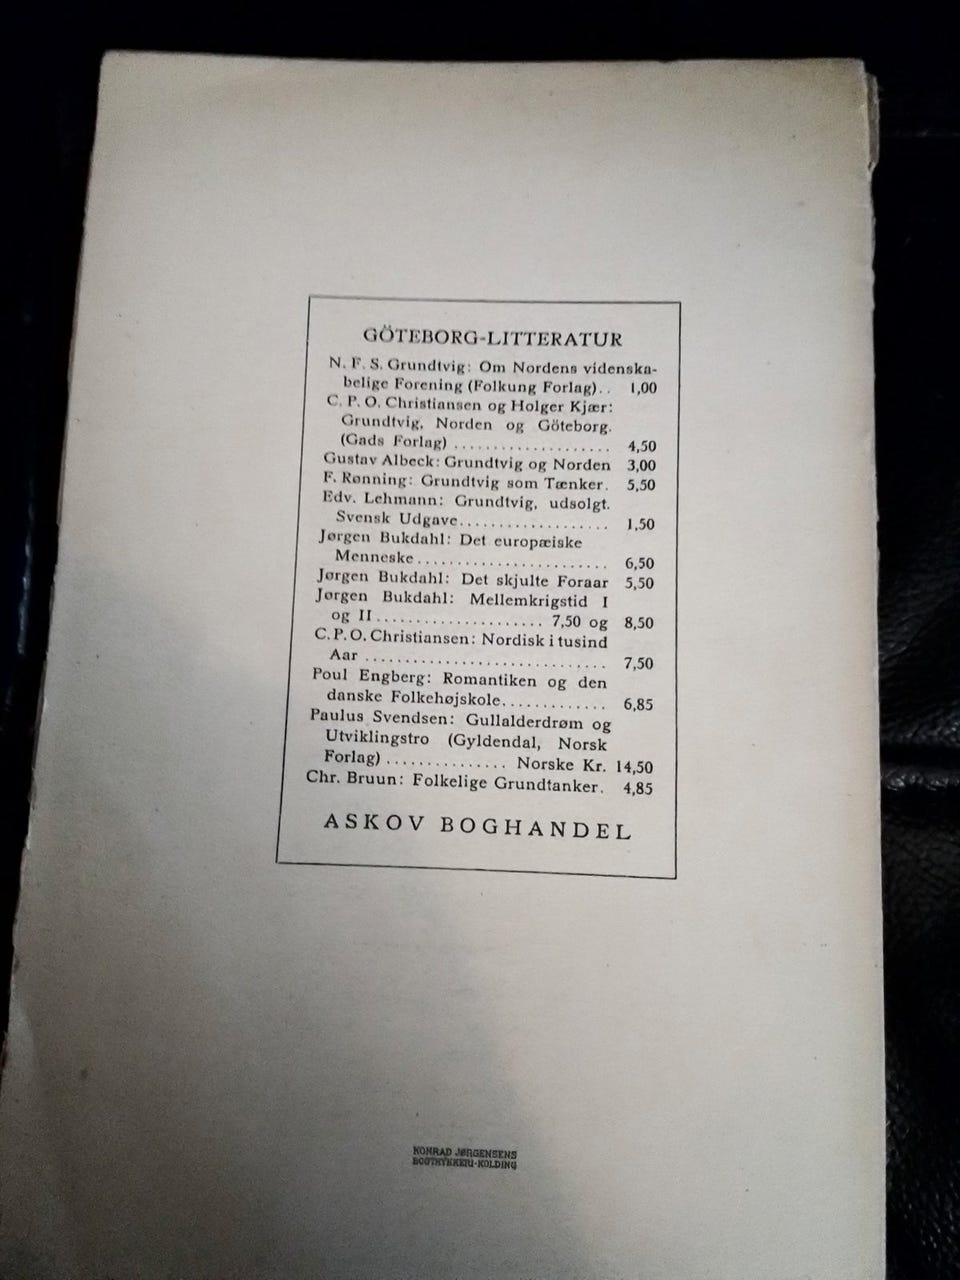 GÖTEBORG-LITTERATUR
N. F. S. Grundtvig: Om Nordens videnska-
belige Forening (Folkung Forlag).. 1,00
C. P. O. Christiansen og Holger Kjær:
Grundtvig, Norden og Göteborg.
(Gads Forlag) .................... 4,50
Gustav Albeck: Grundtvig og Norden 3,00
F. Rønning: Grundtvig som Tænker. 5,50
Edv. Lehmann: Grundtvig, udsolgt.
Svensk Udgave................... 1,50
Jørgen Bukdahl: Det europæiske
Menneske........................ 6,50
Jørgen Bukdahl: Det skjulte Foraar 5,50
Jørgen Bukdahl: Mellemkrigstid I
og II..................... 7,50 og 8,50
C. P. O. Christiansen: Nordisk i tusind
Aar ............................. 7,50
Poul Engberg: Romantiken og den
danske Folkehøjskole............. 6,85
Paulus Svendsen: Gullalderdrøm og
Utviklingstro (Gyldendal, Norsk
Forlag) ............... Norske Kr. 14,50
Chr. Bruun: Folkelige Grundtanker. 4,85
ASKOV BOGHANDEL
KONRAD JØRGENSENS
BOGTRYKKERI-KOLDING